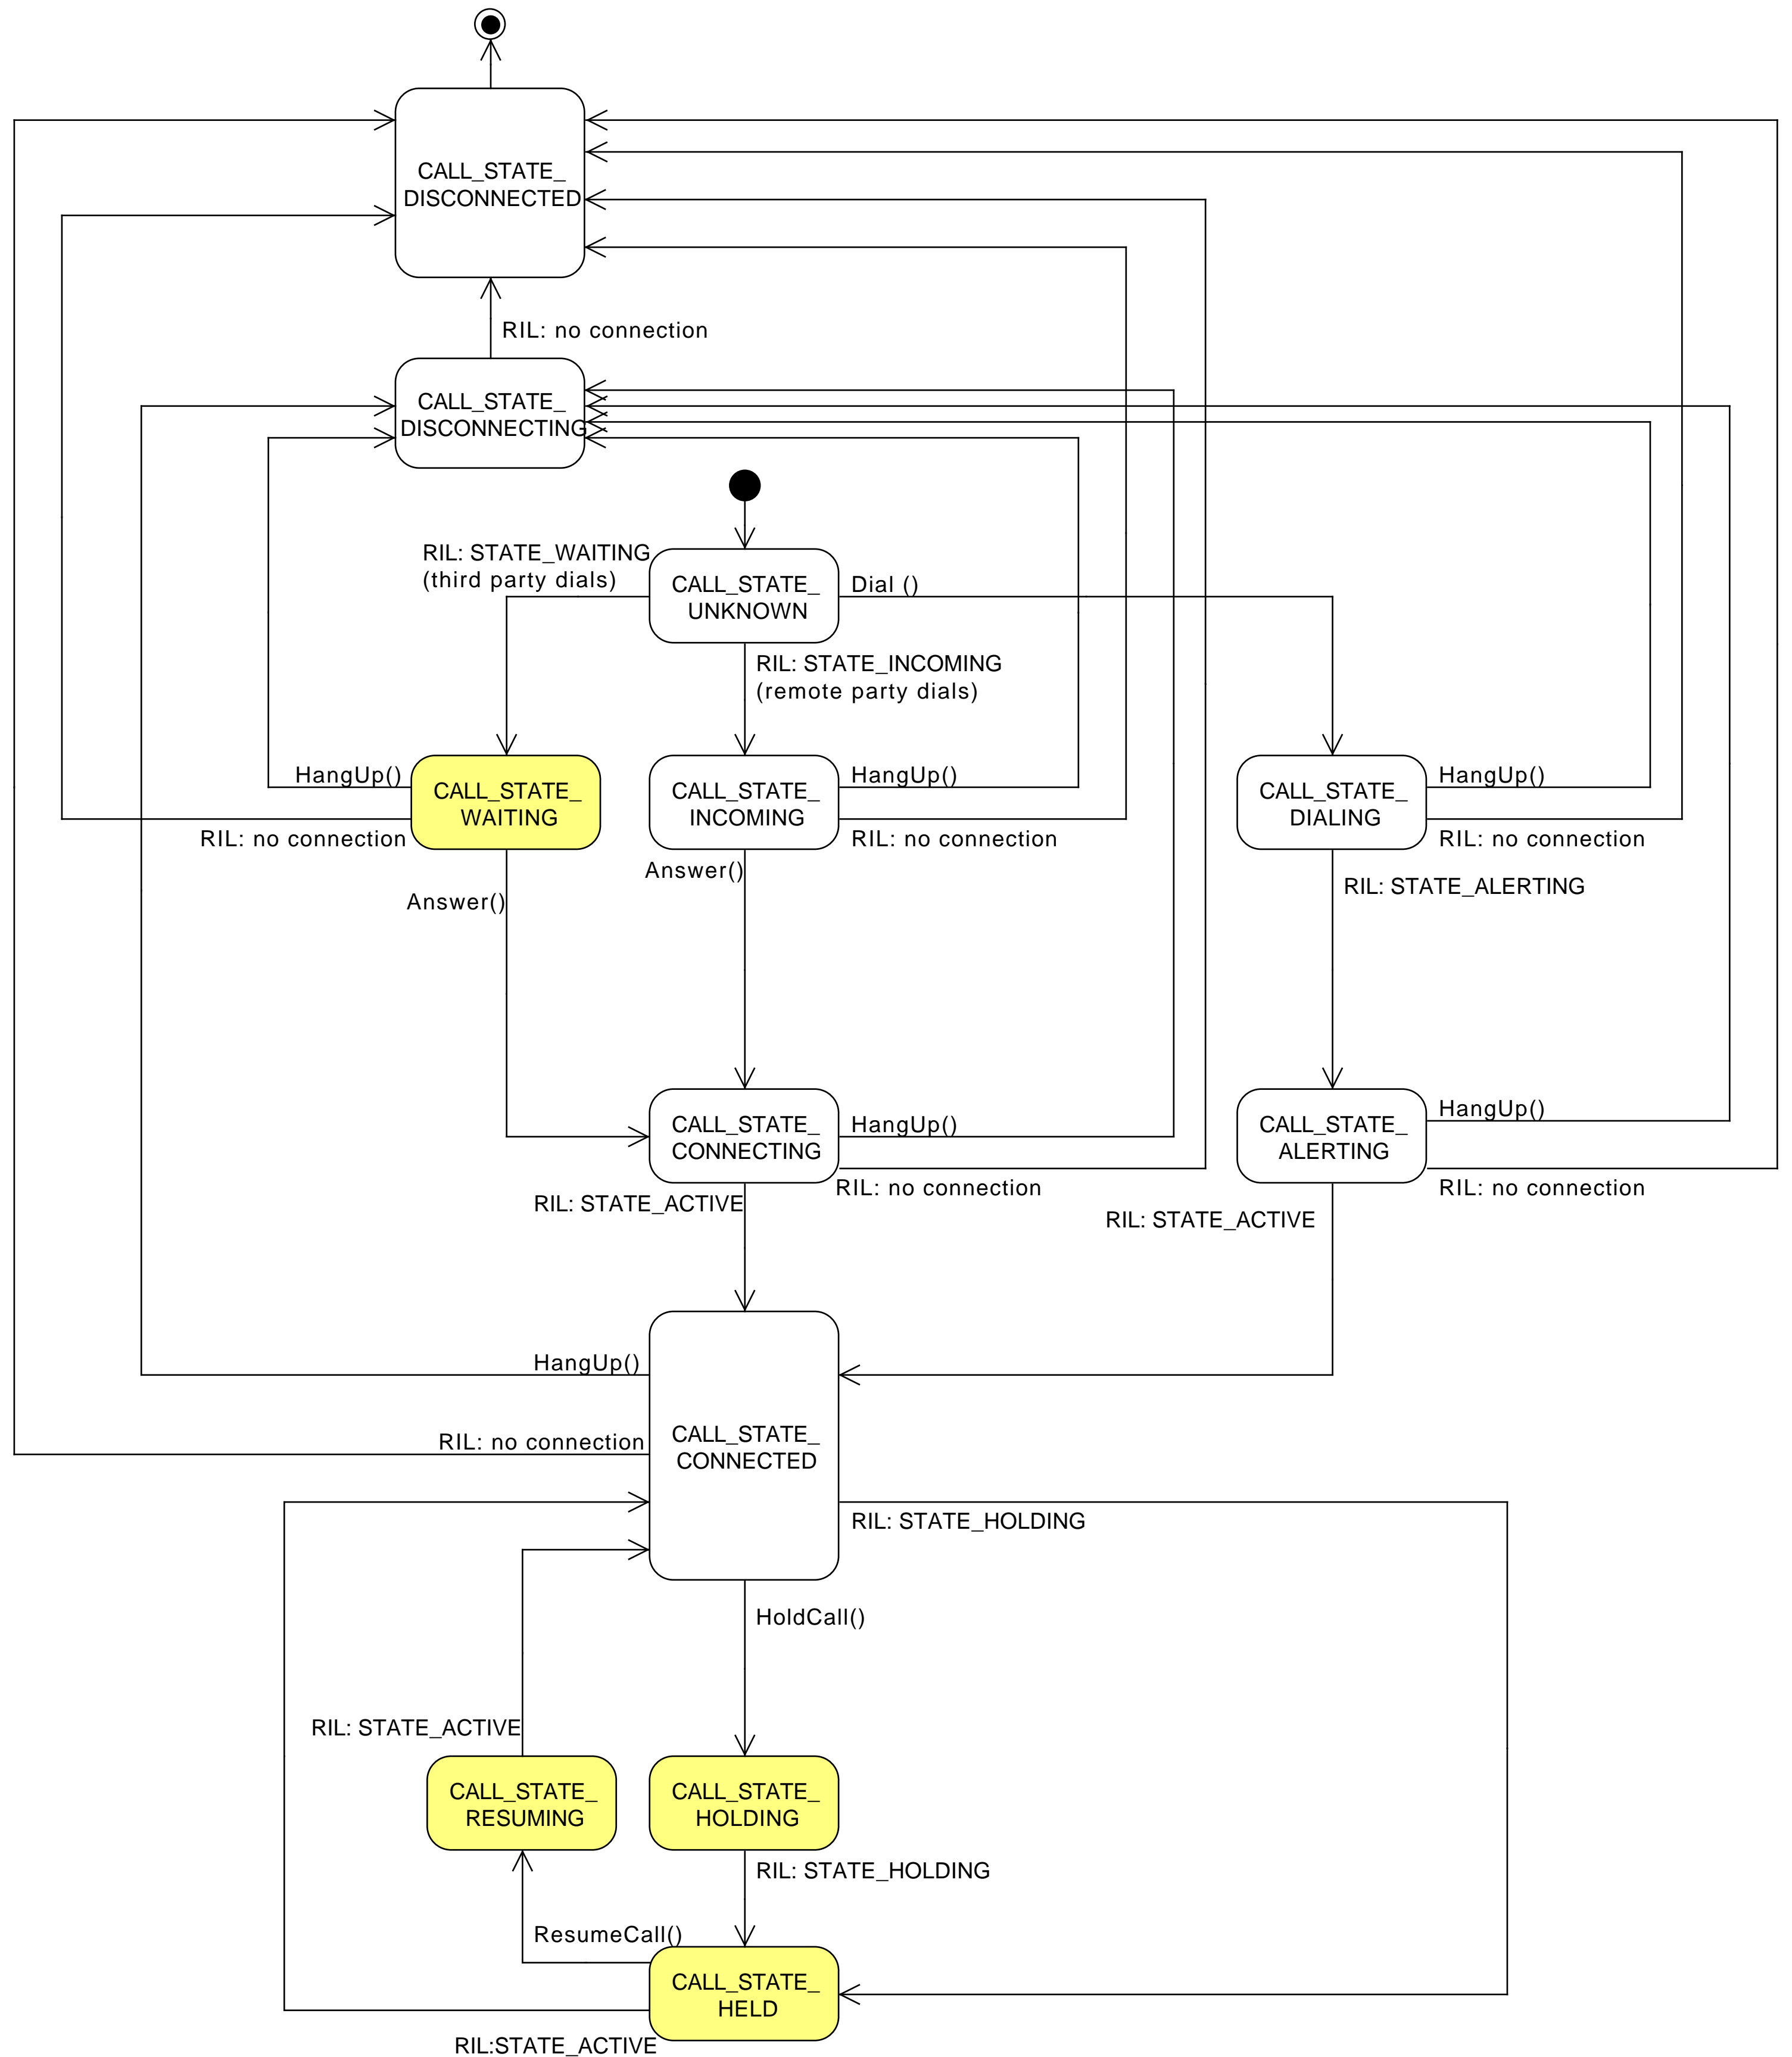 CALL_STATE_
DISCONNECTED
RIL: no connection
CALL_STATE_
DISCONNECTING
RIL: STATE_WAITING
(third party dials)
CALL_STATE_
UNKNOWN
Dial ()
RIL: STATE_INCOMING
(remote party dials)
HangUp()
CALL_STATE_
WAITING
RIL: no connection
CALL_STATE_
INCOMING
HangUp()
RIL: no connection
CALL_STATE_
DIALING
HangUp()
RIL: no connection
Answer()
Answer()
RIL: STATE_ALERTING
CALL_STATE_
CONNECTING
HangUp()
RIL: no connection
CALL_STATE_
ALERTING
HangUp()
RIL: no connection
RIL: STATE_ACTIVE
RIL: STATE_ACTIVE
HangUp()
RIL: no connection
CALL_STATE_
CONNECTED
RIL: STATE_HOLDING
HoldCall()
RIL: STATE_ACTIVE
CALL_STATE_
RESUMING
CALL_STATE_
HOLDING
RIL: STATE_HOLDING
ResumeCall()
CALL_STATE_
HELD
RIL:STATE_ACTIVE